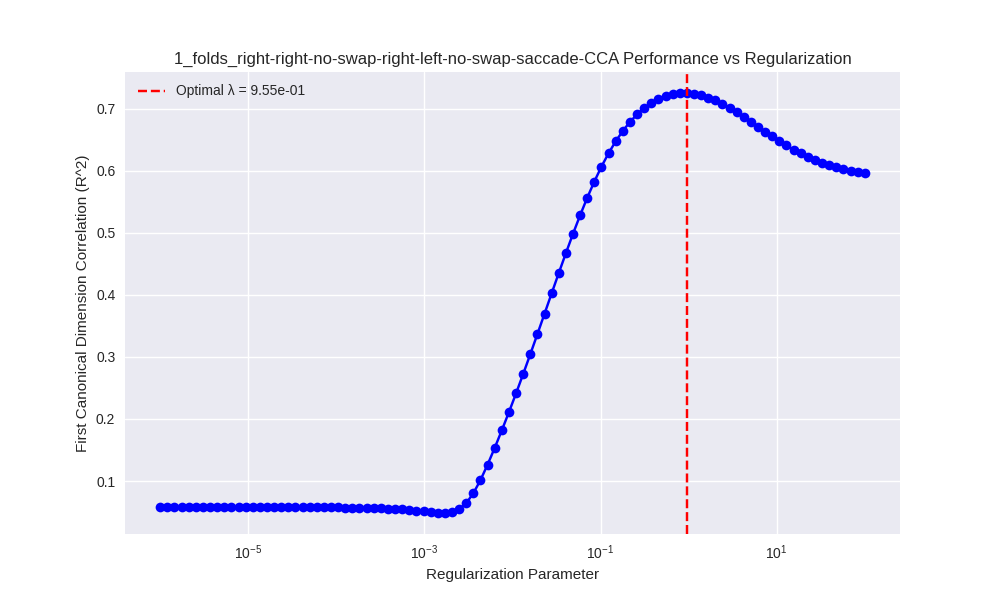 1_folds_right-right-no-swap-right-left-no-swap-saccade-CCA Performance vs Regularization
Optimal λ = 9.55e-01
First Canonical Dimension Correlation (R^2)
0.7
0.6
0.5
0.4
0.3
0.2
0.1
10⁻⁵
10⁻³
10⁻¹
10¹
Regularization Parameter